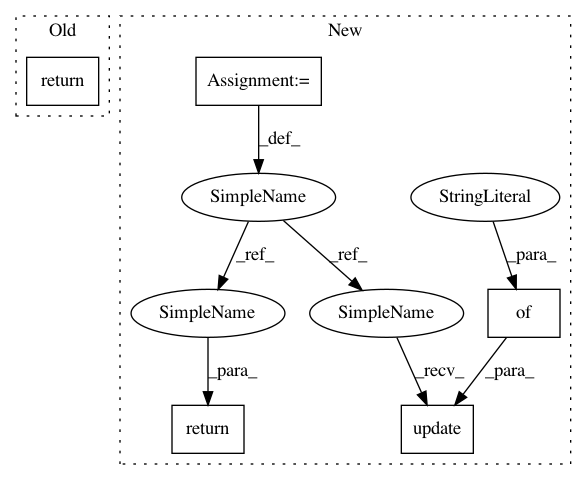 Old
New
return
Assignment:=
_def_
SimpleName
StringLiteral
_ref_
_ref_
_para_
SimpleName
SimpleName
of
_para_
_recv_
_para_
return
update